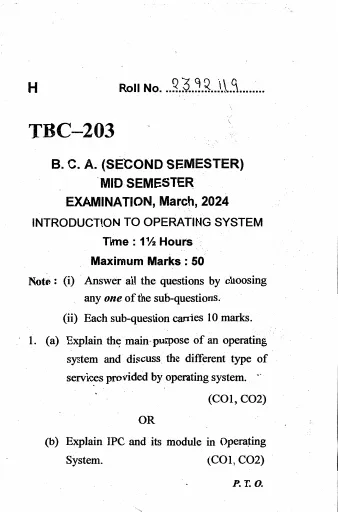 H Roll No. ..2392119........
TBC-203
B. C. A. (SECOND SEMESTER)
MID SEMESTER
EXAMINATION, March, 2024
INTRODUCTION TO OPERATING SYSTEM
Time : 1½ Hours
Maximum Marks : 50
Note : (i) Answer all the questions by choosing
any one of the sub-questions.
(ii) Each sub-question carries 10 marks.
1. (a) Explain the main purpose of an operating
system and discuss the different type of
services provided by operating system.
(CO1, CO2)
OR
(b) Explain IPC and its module in Operating
System. (CO1, CO2)
P. T. O.